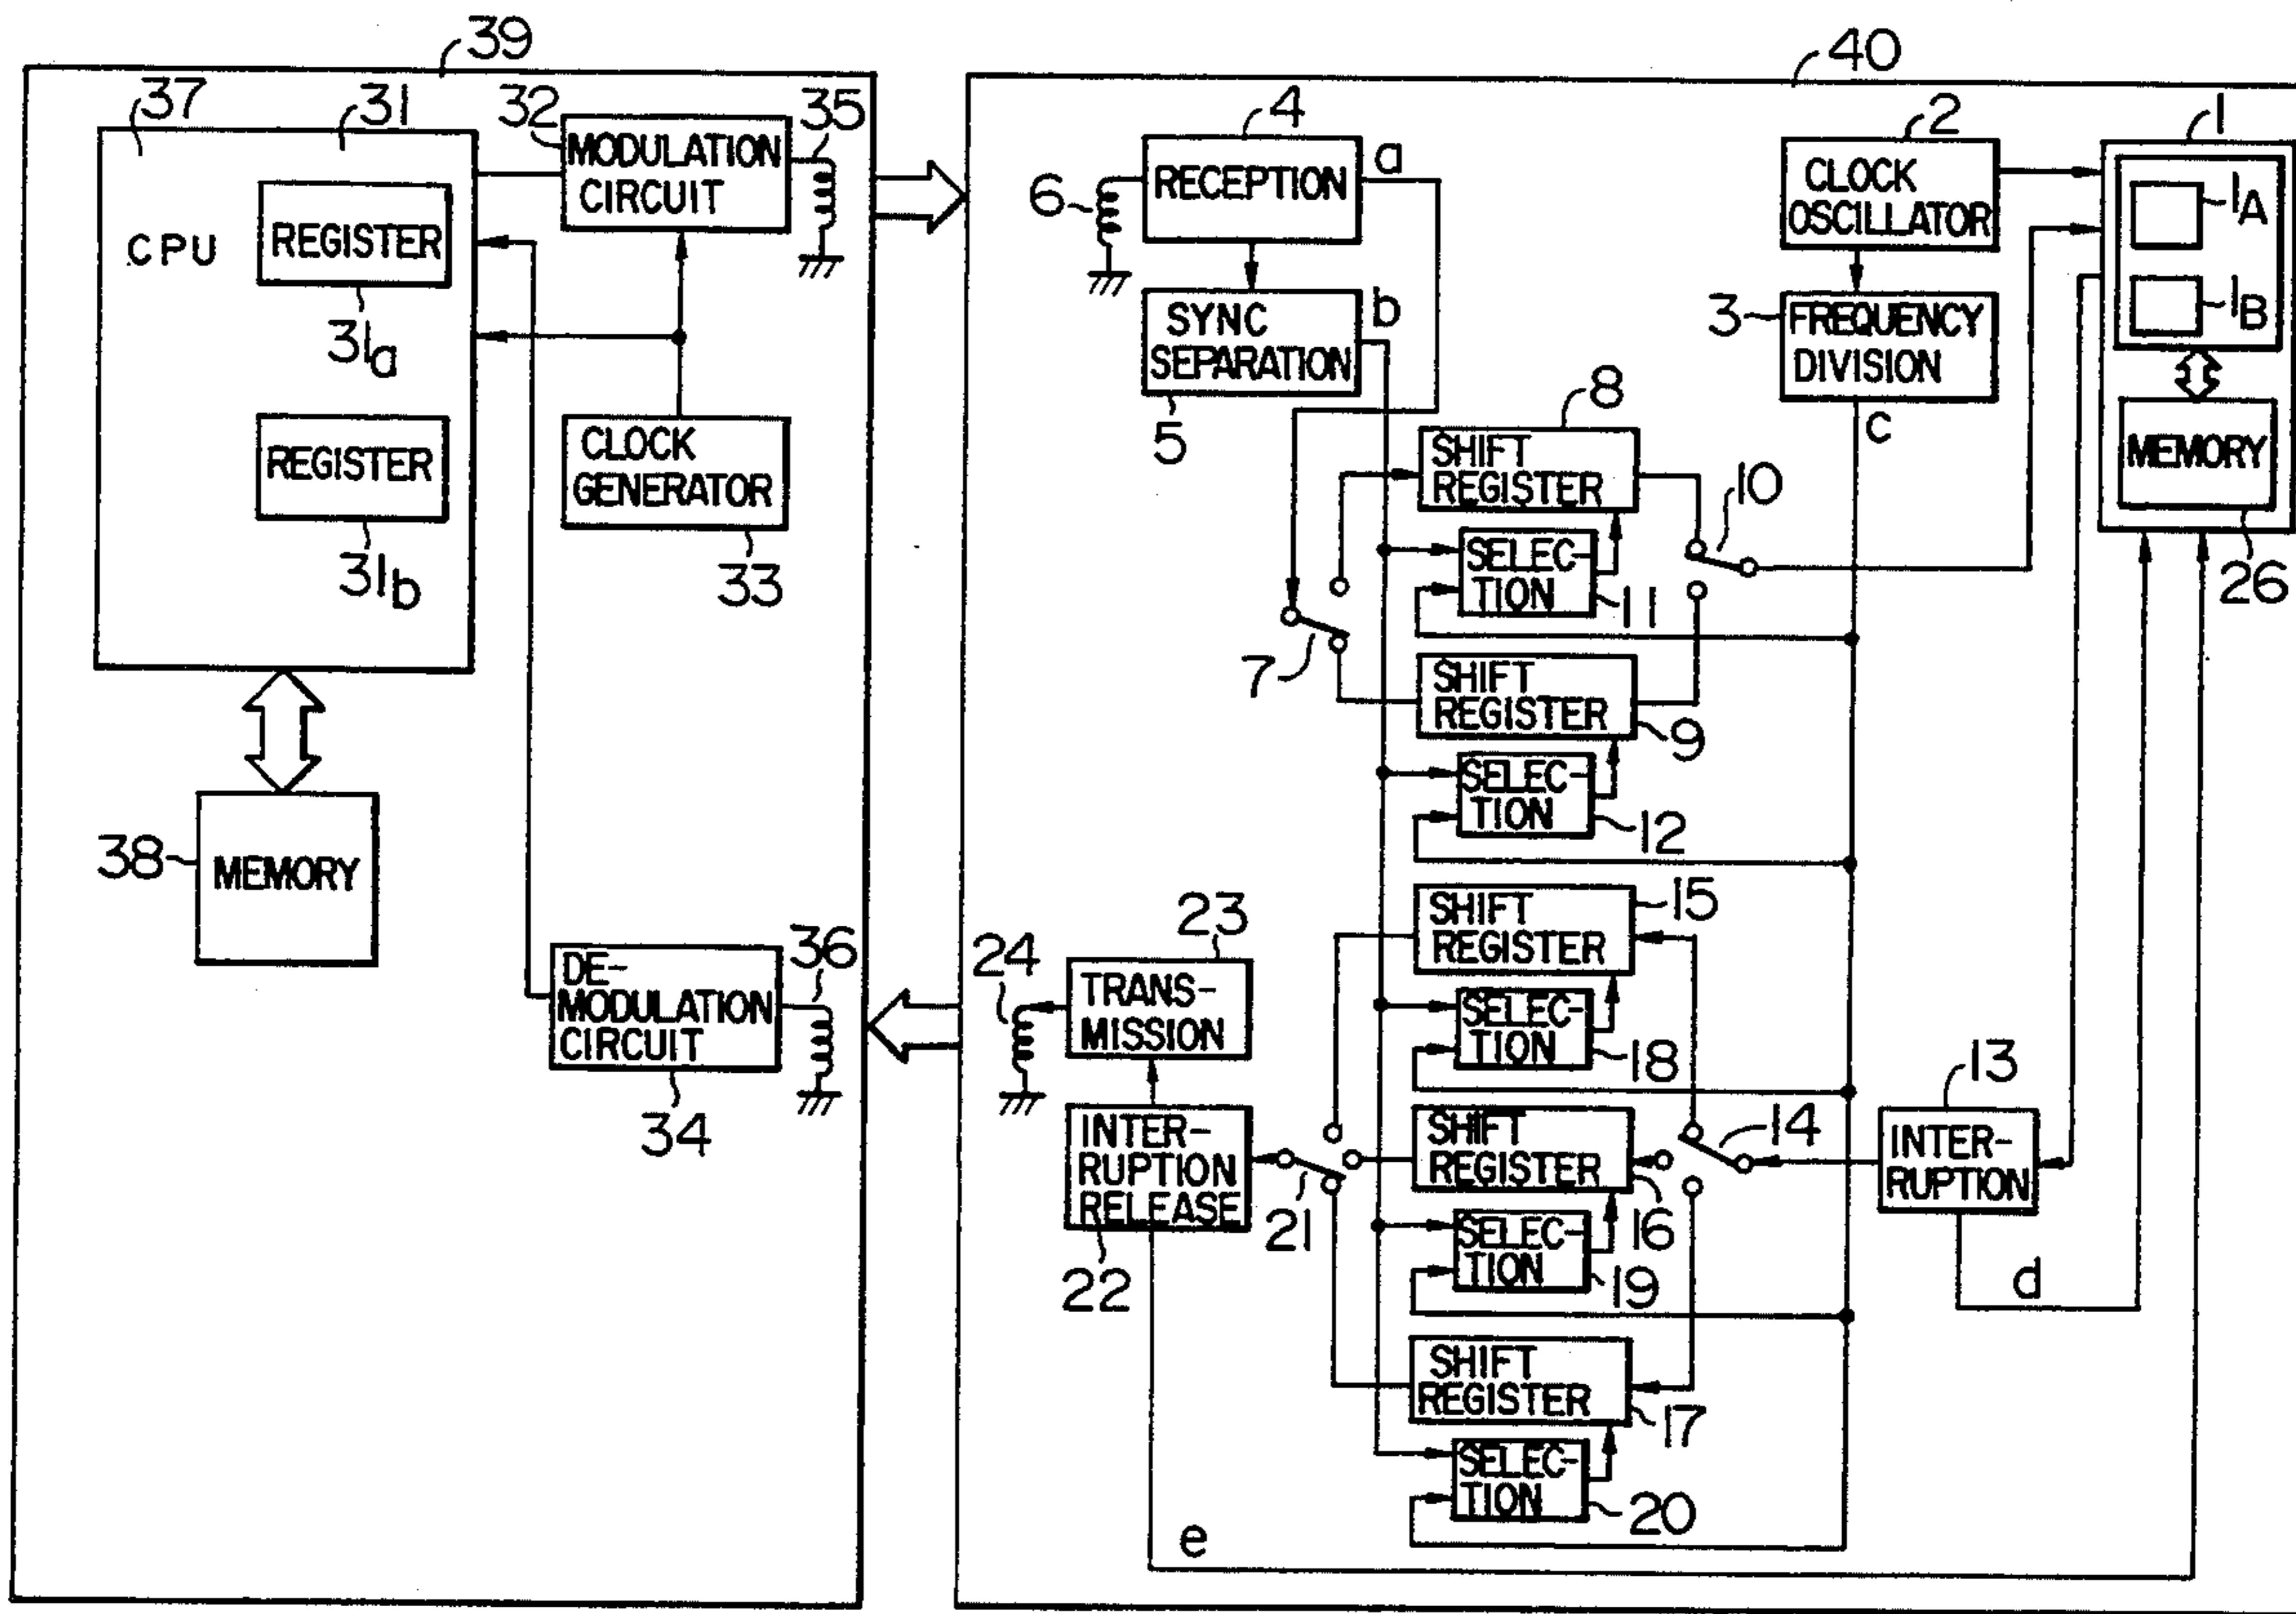 39
37
31
CPU
REGISTER
31a
REGISTER
31b
32
MODULATION
CIRCUIT
35
CLOCK
GENERATOR
33
38
MEMORY
DE-
MODULATION
CIRCUIT
34
36
40
4
RECEPTION
a
6
SYNC
SEPARATION
b
5
2
CLOCK
OSCILLATOR
3
FREQUENCY
DIVISION
c
1
1A
1B
MEMORY
26
8
SHIFT
REGISTER
10
SELEC-
TION
11
7
SHIFT
REGISTER
9
SELEC-
TION
12
15
SHIFT
REGISTER
SELEC-
TION
18
23
TRANS-
MISSION
24
INTER-
RUPTION
RELEASE
22
21
SHIFT
REGISTER
16
14
13
INTER-
RUPTION
d
SELEC-
TION
19
SHIFT
REGISTER
17
SELEC-
TION
20
e